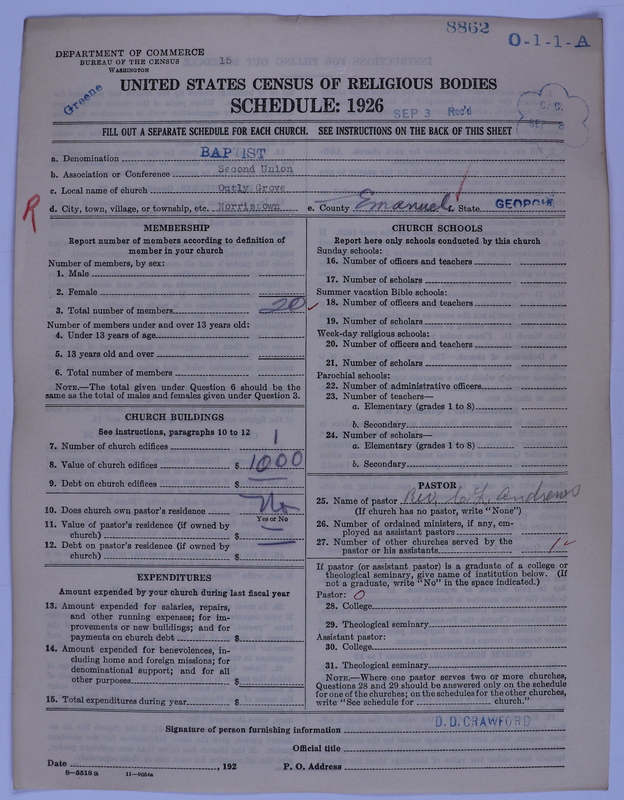 8862
0-1-1-A
DEPARTMENT OF COMMERCE
BUREAU OF THE CENSUS
WASHINGTON
15
Greene
UNITED STATES CENSUS OF RELIGIOUS BODIES
SCHEDULE: 1926
SEP 3 Rec'd
FILL OUT A SEPARATE SCHEDULE FOR EACH CHURCH. SEE INSTRUCTIONS ON THE BACK OF THIS SHEET
a. Denomination BAPTIST
b. Association or Conference Second Union
c. Local name of church Outly Grove
d. City, town, village, or township, etc. Norristown e. County Emanuel f. State GEORGIA
R
MEMBERSHIP
Report number of members according to definition of
member in your church
Number of members, by sex:
1. Male
2. Female
3. Total number of members 20
Number of members under and over 13 years old:
4. Under 13 years of age
5. 13 years old and over
6. Total number of members
NOTE.—The total given under Question 6 should be the
same as the total of males and females given under Question 3.
CHURCH BUILDINGS
See instructions, paragraphs 10 to 12
7. Number of church edifices 1
8. Value of church edifices $ 1000
9. Debt on church edifices $
10. Does church own pastor's residence No
Yes or No
11. Value of pastor's residence (if owned by
church) $
12. Debt on pastor's residence (if owned by
church) $
EXPENDITURES
Amount expended by your church during last fiscal year
13. Amount expended for salaries, repairs,
and other running expenses; for im-
provements or new buildings; and for
payments on church debt $
14. Amount expended for benevolences, in-
cluding home and foreign missions; for
denominational support; and for all
other purposes $
15. Total expenditures during year $
CHURCH SCHOOLS
Report here only schools conducted by this church
Sunday schools:
16. Number of officers and teachers
17. Number of scholars
Summer vacation Bible schools:
18. Number of officers and teachers
19. Number of scholars
Week-day religious schools:
20. Number of officers and teachers
21. Number of scholars
Parochial schools:
22. Number of administrative officers
23. Number of teachers—
a. Elementary (grades 1 to 8)
b. Secondary
24. Number of scholars—
a. Elementary (grades 1 to 8)
b. Secondary
PASTOR
25. Name of pastor Rev. C. L. Andrews
(If church has no pastor, write "None")
26. Number of ordained ministers, if any, em-
ployed as assistant pastors
27. Number of other churches served by the
pastor or his assistants 1
If pastor (or assistant pastor) is a graduate of a college or
theological seminary, give name of institution below. (If
not a graduate, write "No" in the space indicated.)
Pastor: 0
28. College
29. Theological seminary
Assistant pastor:
30. College
31. Theological seminary
NOTE.—Where one pastor serves two or more churches,
Questions 28 and 29 should be answered only on the schedule
for one of the churches; on the schedules for the other churches,
write "See schedule for church."
Signature of person furnishing information D. D. CRAWFORD
Official title
Date , 192 P. O. Address
8—5518a 11—9054a